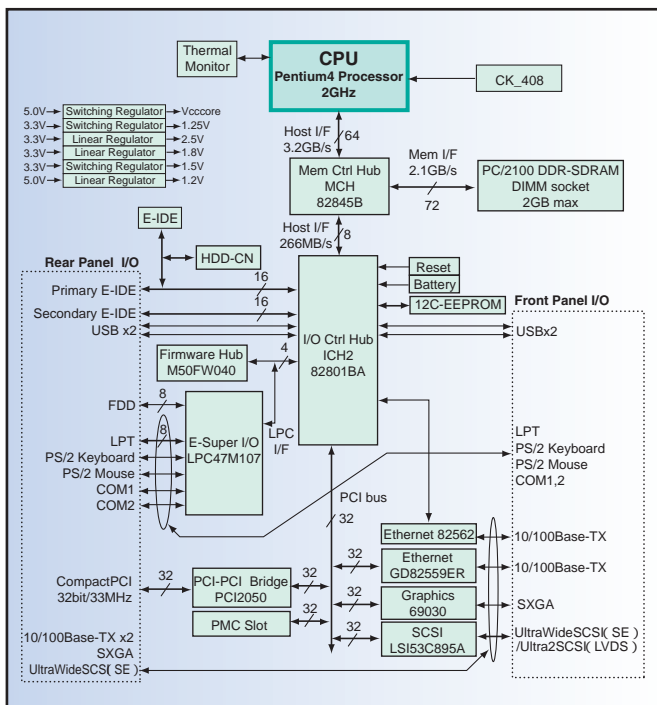 Thermal
Monitor
CPU
Pentium4 Processor
2GHz
CK_408
5.0V Switching Regulator Vcccore
3.3V Switching Regulator 1.25V
3.3V Linear Regulator 2.5V
3.3V Linear Regulator 1.8V
3.3V Switching Regulator 1.5V
5.0V Linear Regulator 1.2V
Host I/F
3.2GB/s
64
Mem Ctrl Hub
MCH
82845B
Mem I/F
2.1GB/s
72
PC/2100 DDR-SDRAM
DIMM socket
2GB max
Host I/F
266MB/s
8
E-IDE
HDD-CN
Rear Panel I/O
Primary E-IDE
16
Secondary E-IDE
16
USB x2
I/O Ctrl Hub
ICH2
82801BA
Reset
Battery
12C-EEPROM
Front Panel I/O
USBx2
Firmware Hub
M50FW040
4
FDD
8
LPT
8
PS/2 Keyboard
PS/2 Mouse
COM1
COM2
E-Super I/O
LPC47M107
LPC
I/F
LPT
PS/2 Keyboard
PS/2 Mouse
COM1,2
PCI bus
32
Ethernet 82562
10/100Base-TX
32
Ethernet
GD82559ER
10/100Base-TX
CompactPCI
32bit/33MHz
32
PCI-PCI Bridge
PCI2050
32
32
Graphics
69030
SXGA
PMC Slot
32
32
SCSI
LSI53C895A
UltraWideSCSI( SE )
/Ultra2SCSI( LVDS )
10/100Base-TX x2
SXGA
UltraWideSCSI( SE )